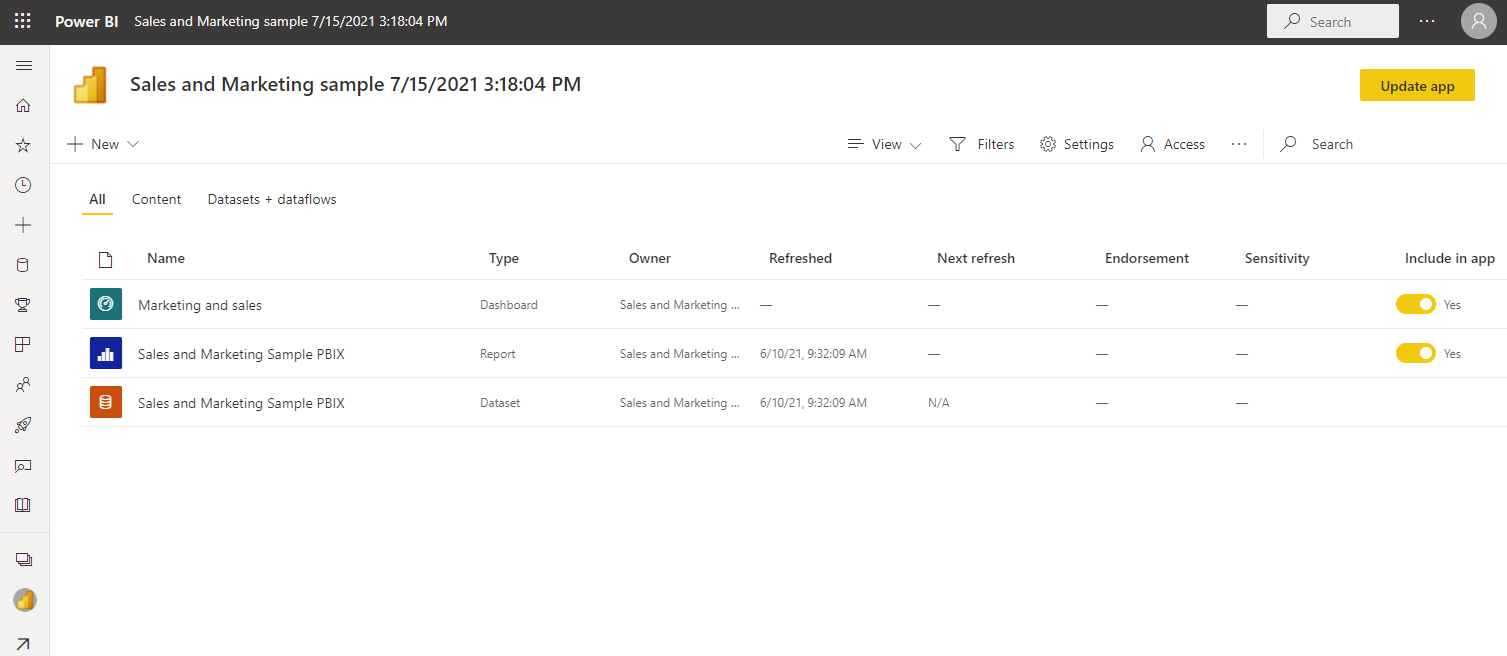 Power BI Sales and Marketing sample 7/15/2021 3:18:04 PM Search ...
Sales and Marketing sample 7/15/2021 3:18:04 PM Update app
New View Filters Settings Access ... Search
All Content Datasets + dataflows
Name Type Owner Refreshed Next refresh Endorsement Sensitivity Include in app
Marketing and sales Dashboard Sales and Marketing ... — — — — Yes
Sales and Marketing Sample PBIX Report Sales and Marketing ... 6/10/21, 9:32:09 AM — — — Yes
Sales and Marketing Sample PBIX Dataset Sales and Marketing ... 6/10/21, 9:32:09 AM N/A — —